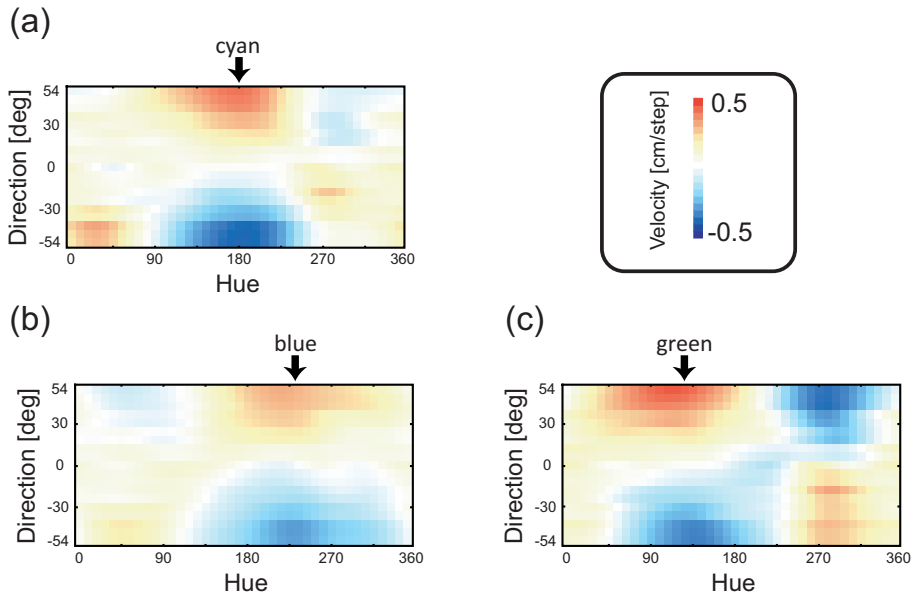 (a)
cyan
Direction [deg]
54
30
0
-30
-54
0 90 180 270 360
Hue
Velocity [cm/step]
0.5
-0.5
(b)
blue
Direction [deg]
54
30
0
-30
-54
0 90 180 270 360
Hue
(c)
green
Direction [deg]
54
30
0
-30
-54
0 90 180 270 360
Hue